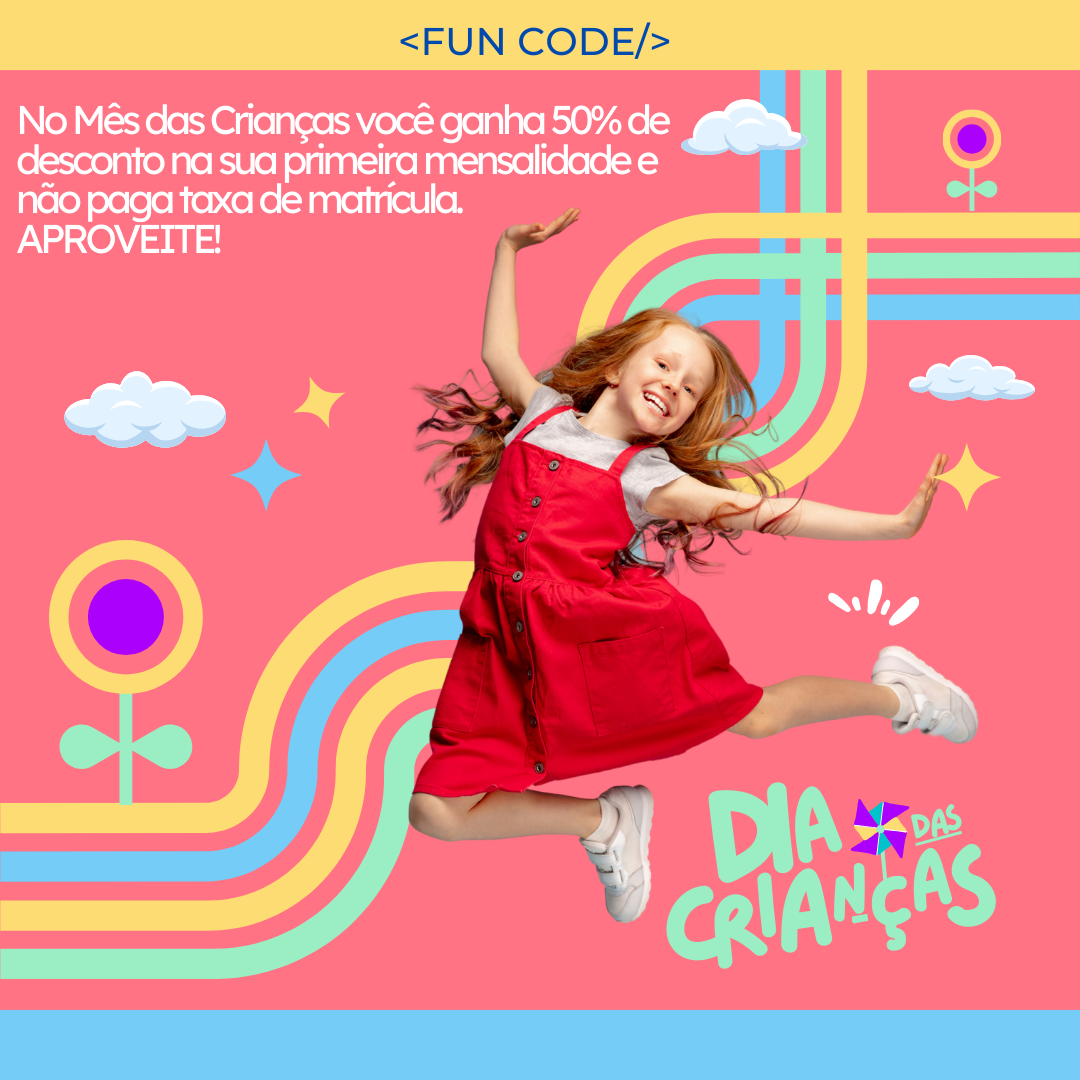 <FUN CODE/>
No Mês das Crianças você ganha 50% de
desconto na sua primeira mensalidade e
não paga taxa de matrícula.
APROVEITE!
DIA DAS
CRIANÇAS